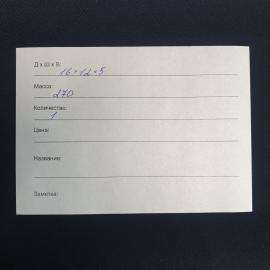 Д х Ш х В:
16 × 12 × 5
Масса:
270
Количество:
1
Цена:
Название:
Заметка: